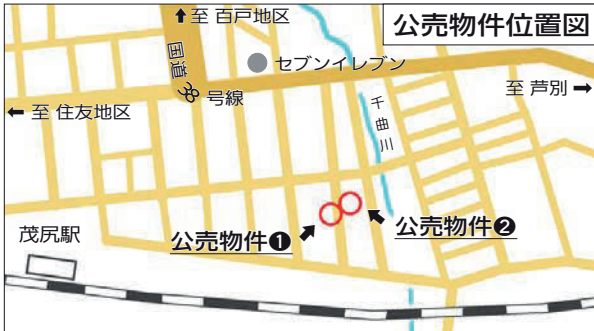 公売物件位置図
↑至 百戸地区
国道38号線
セブンイレブン
至 芦別→
← 至 住友地区
千曲川
公売物件❶
公売物件❷
茂尻駅